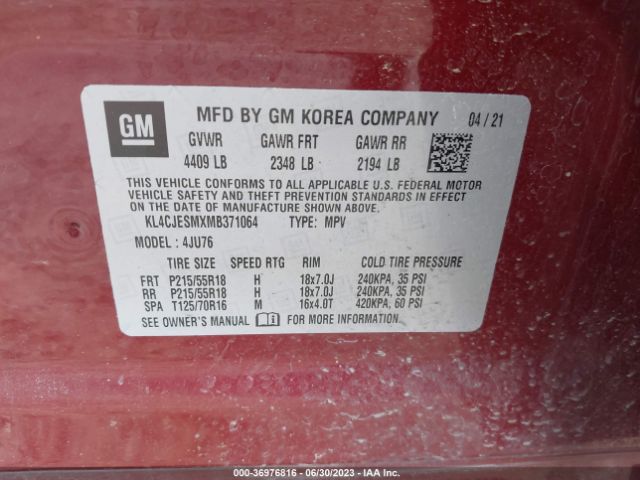 GM
MFD BY GM KOREA COMPANY 04 / 21
GVWR GAWR FRT GAWR RR
4409 LB 2348 LB 2194 LB
THIS VEHICLE CONFORMS TO ALL APPLICABLE U.S. FEDERAL MOTOR
VEHICLE SAFETY AND THEFT PREVENTION STANDARDS IN EFFECT
ON THE DATE OF MANUFACTURE SHOWN ABOVE.
KL4CJESMXMB371064 TYPE: MPV
MODEL : 4JU76
TIRE SIZE SPEED RTG RIM COLD TIRE PRESSURE
FRT P215/55R18 H 18x7.0J 240KPA, 35 PSI
RR P215/55R18 H 18x7.0J 240KPA, 35 PSI
SPA T125/70R16 M 16x4.0T 420KPA, 60 PSI
SEE OWNER'S MANUAL FOR MORE INFORMATION.
000-36976816 - 06/30/2023 - IAA Inc.